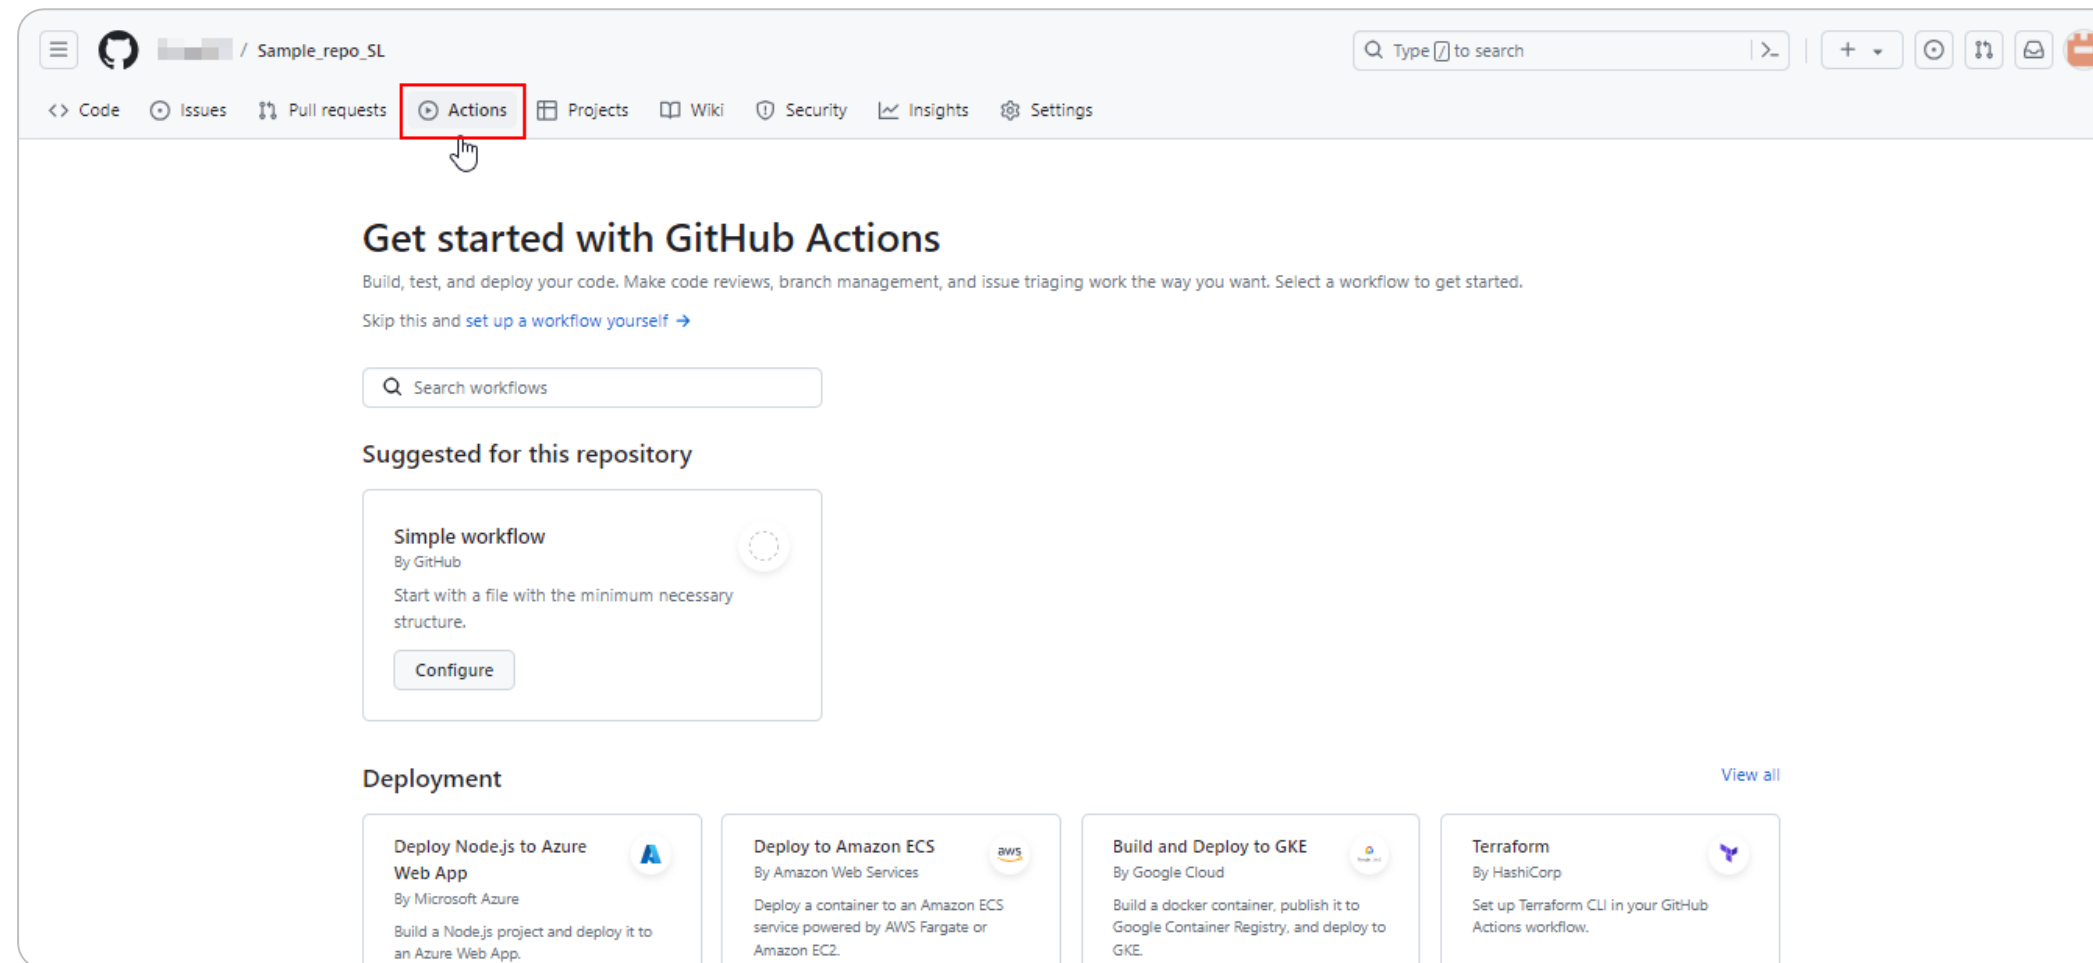 / Sample_repo_SL
Type / to search
Code Issues Pull requests Actions Projects Wiki Security Insights Settings
Get started with GitHub Actions
Build, test, and deploy your code. Make code reviews, branch management, and issue triaging work the way you want. Select a workflow to get started.
Skip this and set up a workflow yourself →
Search workflows
Suggested for this repository
Simple workflow
By GitHub
Start with a file with the minimum necessary
structure.
Configure
Deployment
View all
Deploy Node.js to Azure
Web App
By Microsoft Azure
Build a Node.js project and deploy it to
an Azure Web App.
Deploy to Amazon ECS
aws
By Amazon Web Services
Deploy a container to an Amazon ECS
service powered by AWS Fargate or
Amazon EC2.
Build and Deploy to GKE
By Google Cloud
Build a docker container, publish it to
Google Container Registry, and deploy to
GKE.
Terraform
By HashiCorp
Set up Terraform CLI in your GitHub
Actions workflow.